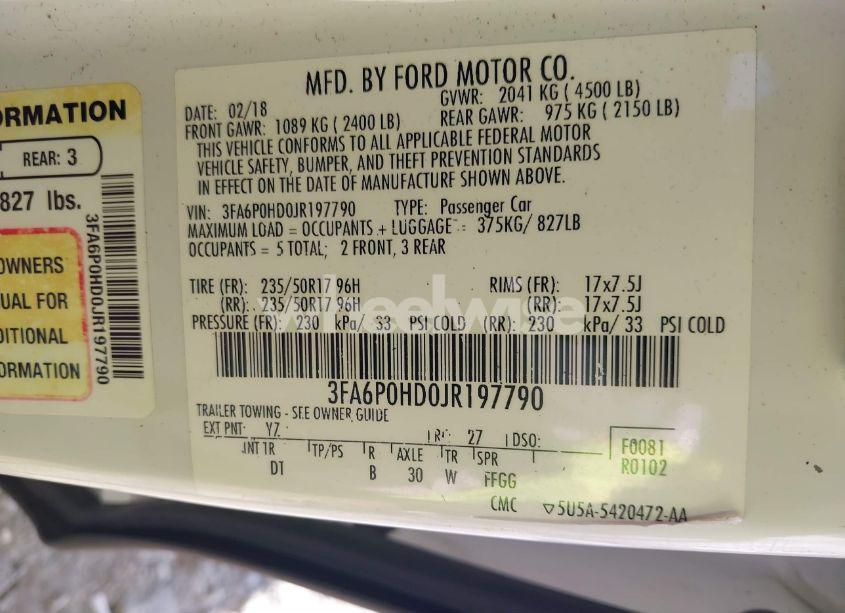 ORMATION
REAR: 3
827 lbs.
OWNERS
UAL FOR
DITIONAL
ORMATION
3FA6P0HD0JR197790
MFD. BY FORD MOTOR CO.
DATE: 02/18 GVWR: 2041 KG ( 4500 LB)
FRONT GAWR: 1089 KG ( 2400 LB) REAR GAWR: 975 KG ( 2150 LB)
THIS VEHICLE CONFORMS TO ALL APPLICABLE FEDERAL MOTOR
VEHICLE SAFETY, BUMPER, AND THEFT PREVENTION STANDARDS
IN EFFECT ON THE DATE OF MANUFACTURE SHOWN ABOVE.
VIN: 3FA6P0HD0JR197790 TYPE: Passenger Car
MAXIMUM LOAD = OCCUPANTS + LUGGAGE = 375KG/ 827LB
OCCUPANTS = 5 TOTAL; 2 FRONT, 3 REAR
TIRE (FR): 235/50R17 96H RIMS (FR): 17x7.5J
(RR): 235/50R17 96H (RR): 17x7.5J
PRESSURE (FR): 230 kPa/ 33 PSI COLD (RR): 230 kPa/ 33 PSI COLD
wheelwise
3FA6P0HD0JR197790
TRAILER TOWING - SEE OWNER GUIDE
EXT PNT: YZ RC: 27 DSO: F0081
INT TR TP/PS R AXLE TR SPR R0102
DT B 30 W FFGG
CMC ▽5U5A-5420472-AA